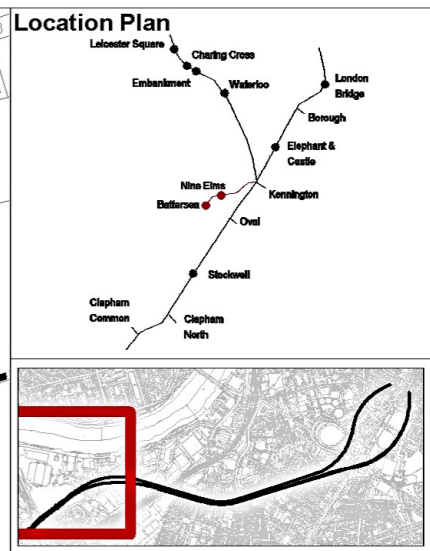 Location Plan
Leicester Square
Charing Cross
Embankment
Waterloo
London
Bridge
Borough
Elephant &
Castle
Nine Elms
Battersea
Kennington
Oval
Stockwell
Clapham
Common
Clapham
North